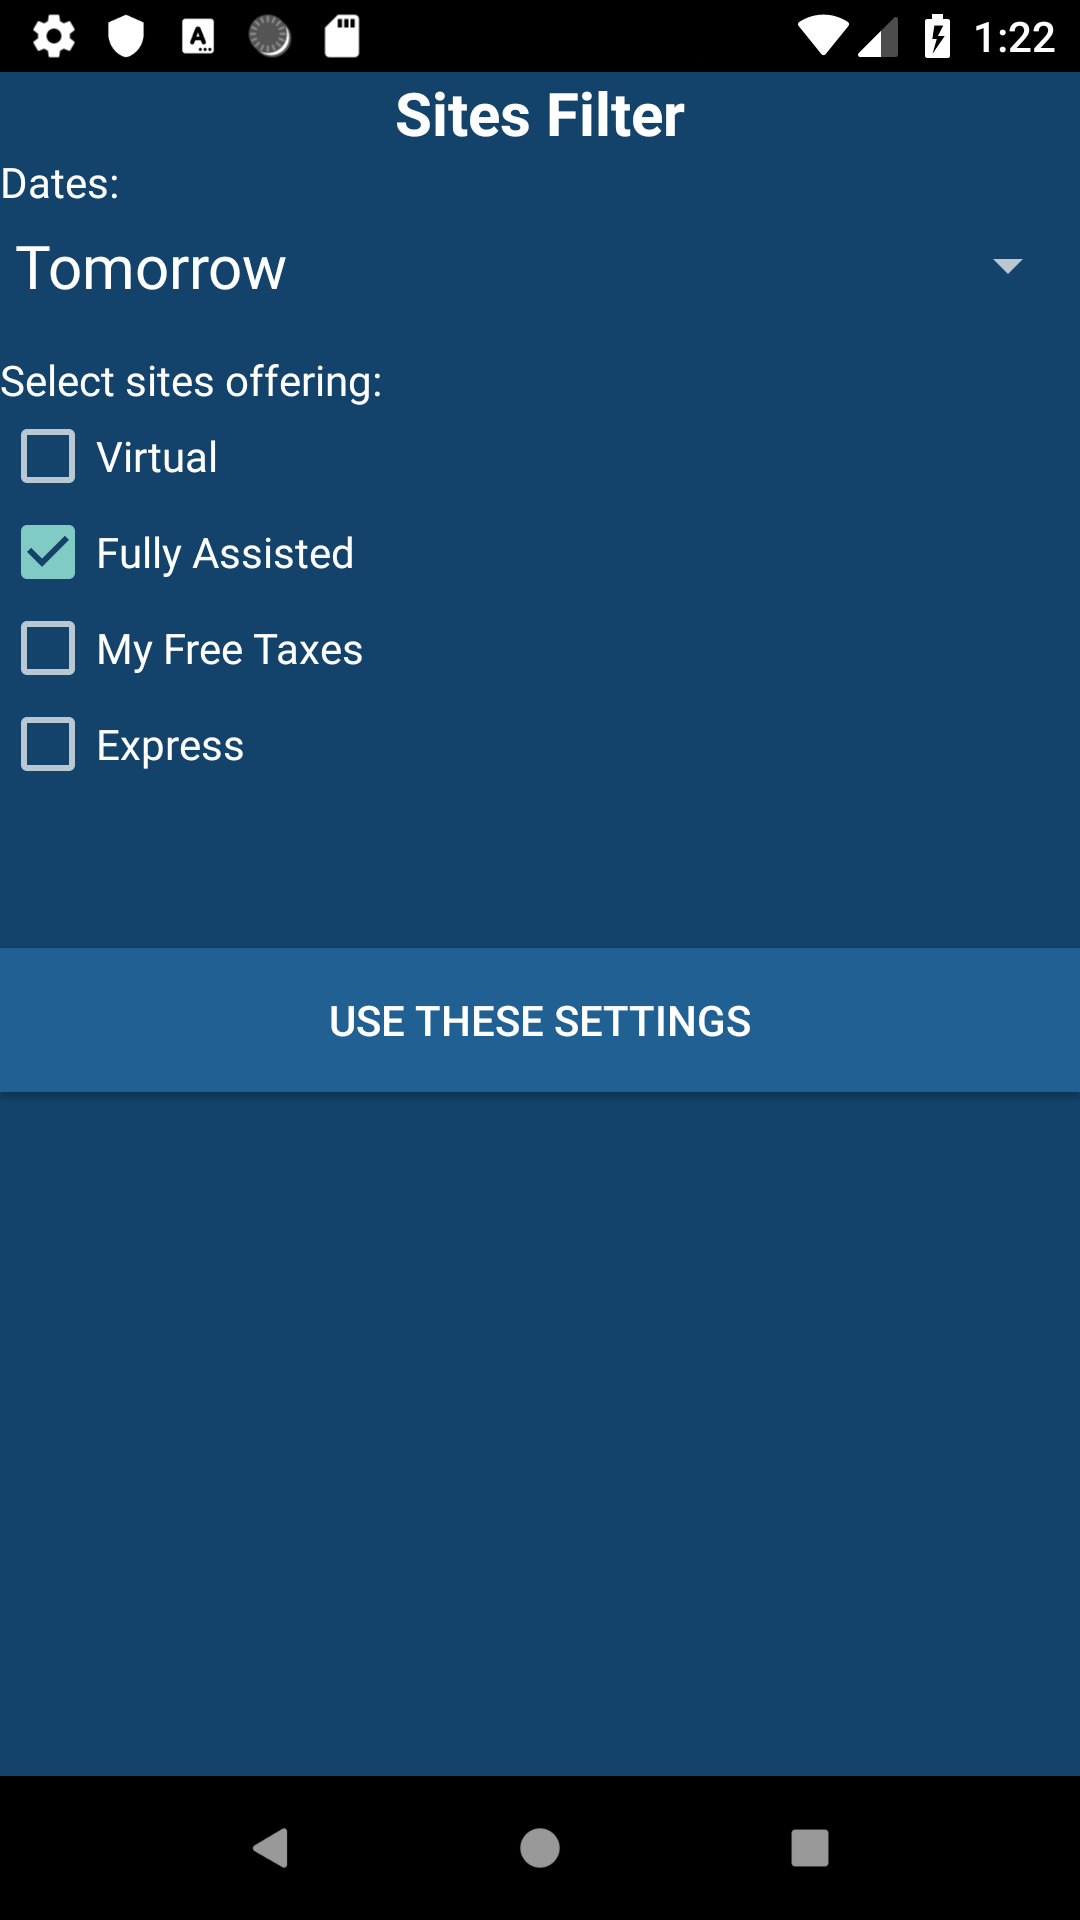 1:22
Sites Filter
Dates:
Tomorrow
Select sites offering:
Virtual
Fully Assisted
My Free Taxes
Express
USE THESE SETTINGS